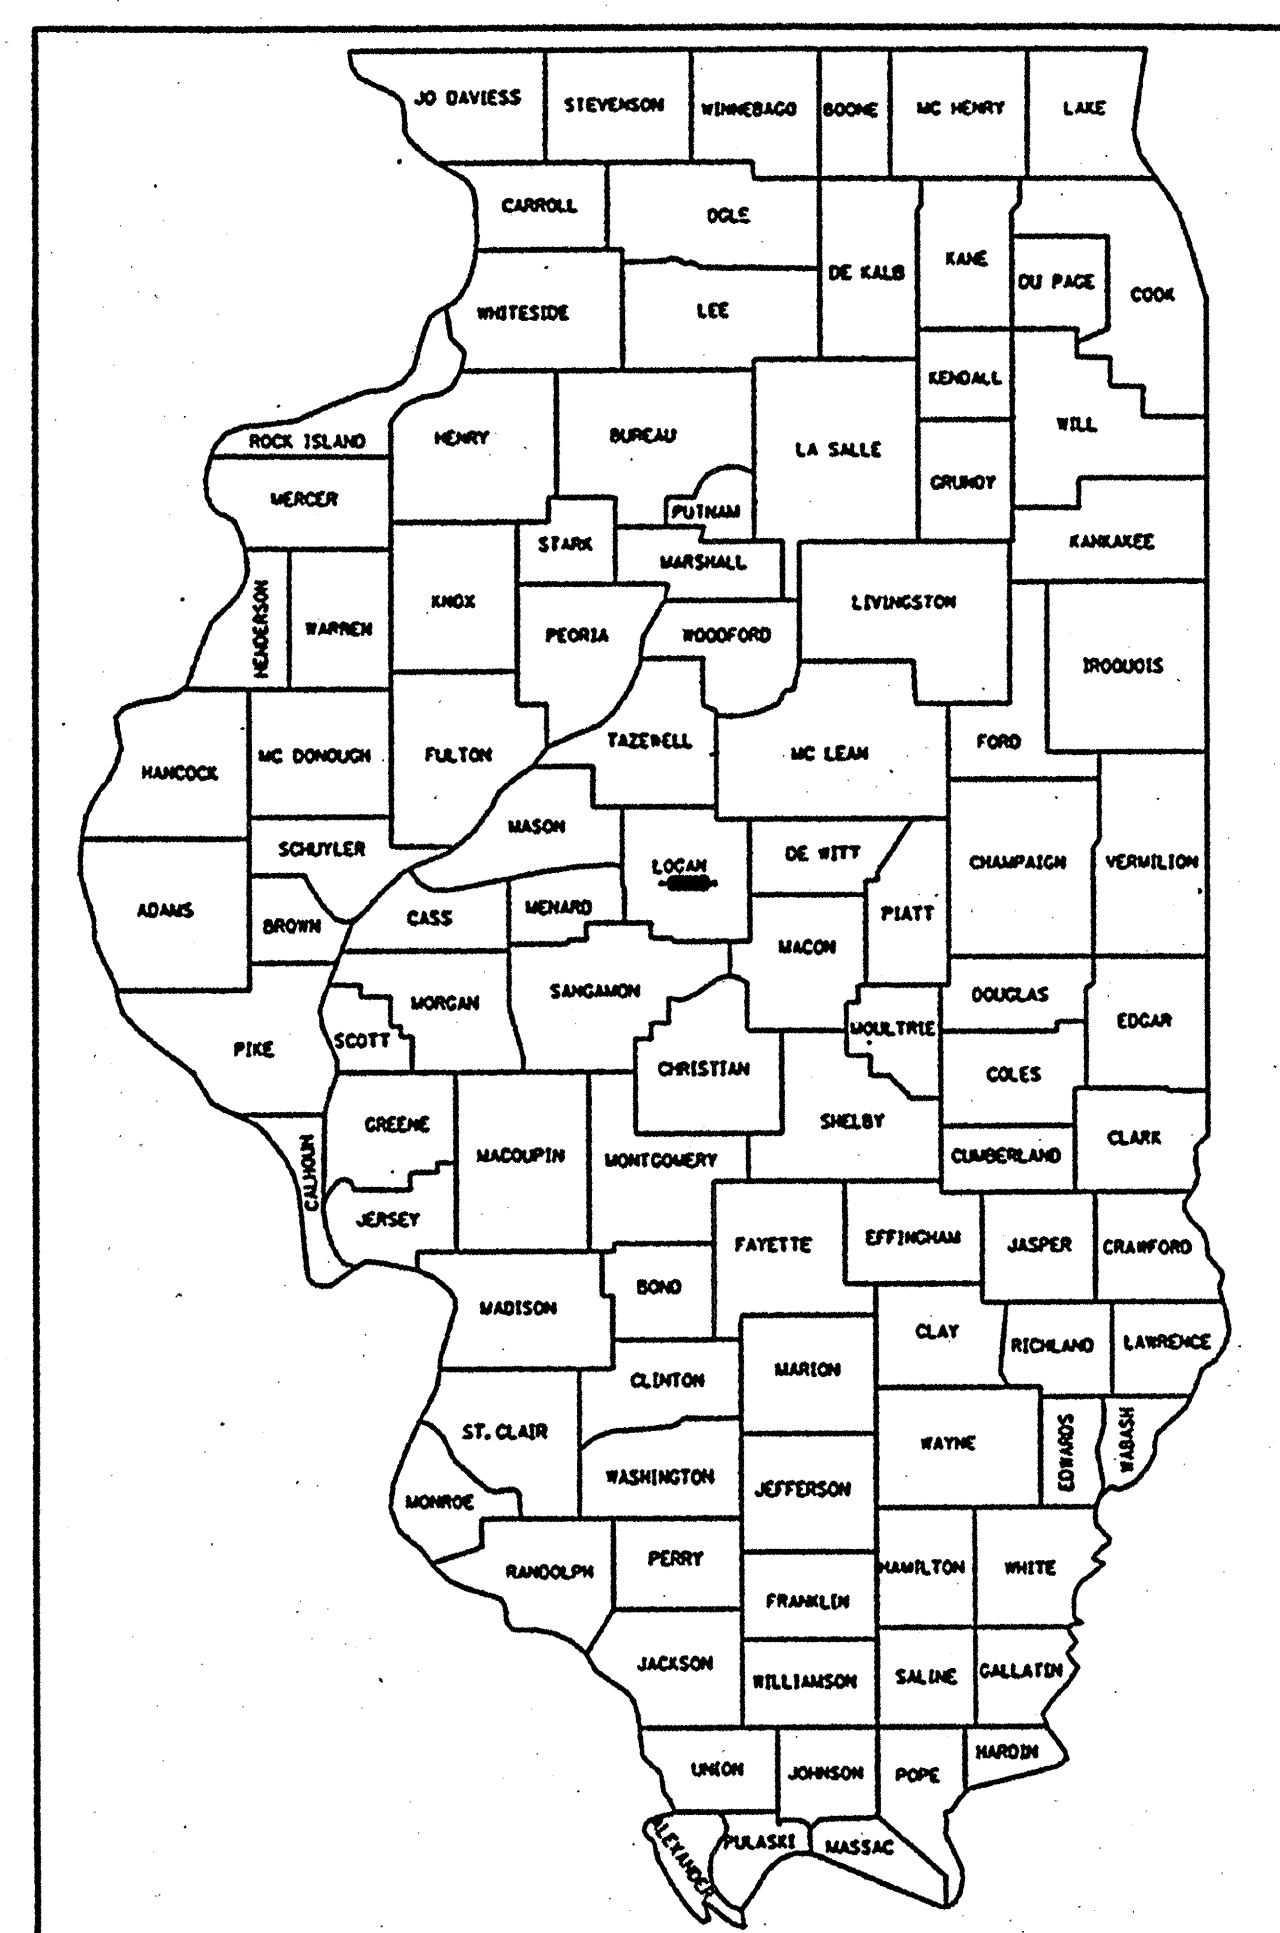 JO DAVIESS
STEVENSON
WINNEBAGO
BOONE
MC HENRY
LAKE
CARROLL
OGLE
DE KALB
KANE
DU PAGE
COOK
WHITESIDE
LEE
KENDALL
ROCK ISLAND
HENRY
BUREAU
LA SALLE
WILL
MERCER
PUTNAM
GRUNDY
STARK
MARSHALL
KANKAKEE
HENDERSON
WARREN
KNOX
PEORIA
WOODFORD
LIVINGSTON
IROQUOIS
HANCOCK
MC DONOUGH
FULTON
TAZEWELL
MC LEAN
FORD
MASON
SCHUYLER
LOGAN
DE WITT
CHAMPAIGN
VERMILION
ADAMS
BROWN
CASS
MENARD
PIATT
MACON
MORGAN
SANGAMON
DOUGLAS
EDGAR
PIKE
SCOTT
CHRISTIAN
MOULTRIE
COLES
GREENE
MACOUPIN
MONTGOMERY
SHELBY
CUMBERLAND
CLARK
CALHOUN
JERSEY
FAYETTE
EFFINGHAM
JASPER
CRAWFORD
MADISON
BOND
MARION
CLAY
RICHLAND
LAWRENCE
ST. CLAIR
CLINTON
WAYNE
EDWARDS
WABASH
MONROE
WASHINGTON
JEFFERSON
RANDOLPH
PERRY
FRANKLIN
HAMILTON
WHITE
JACKSON
WILLIAMSON
SALINE
GALLATIN
UNION
JOHNSON
POPE
HARDIN
ALEXANDER
PULASKI
MASSAC